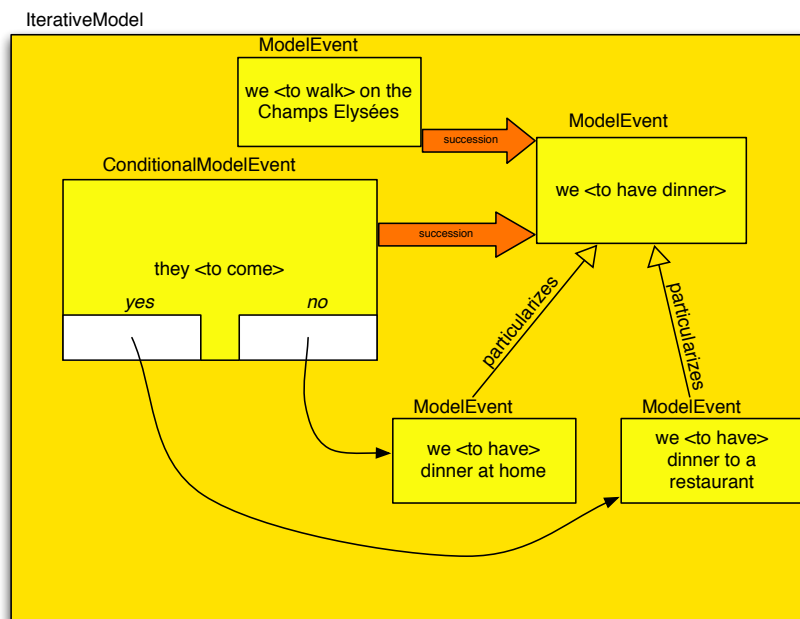 IterativeModel
ModelEvent
we <to walk> on the
Champs Elysées
succession
ModelEvent
we <to have dinner>
ConditionalModelEvent
they <to come>
yes
no
succession
particularizes
particularizes
ModelEvent
we <to have>
dinner at home
ModelEvent
we <to have>
dinner to a
restaurant